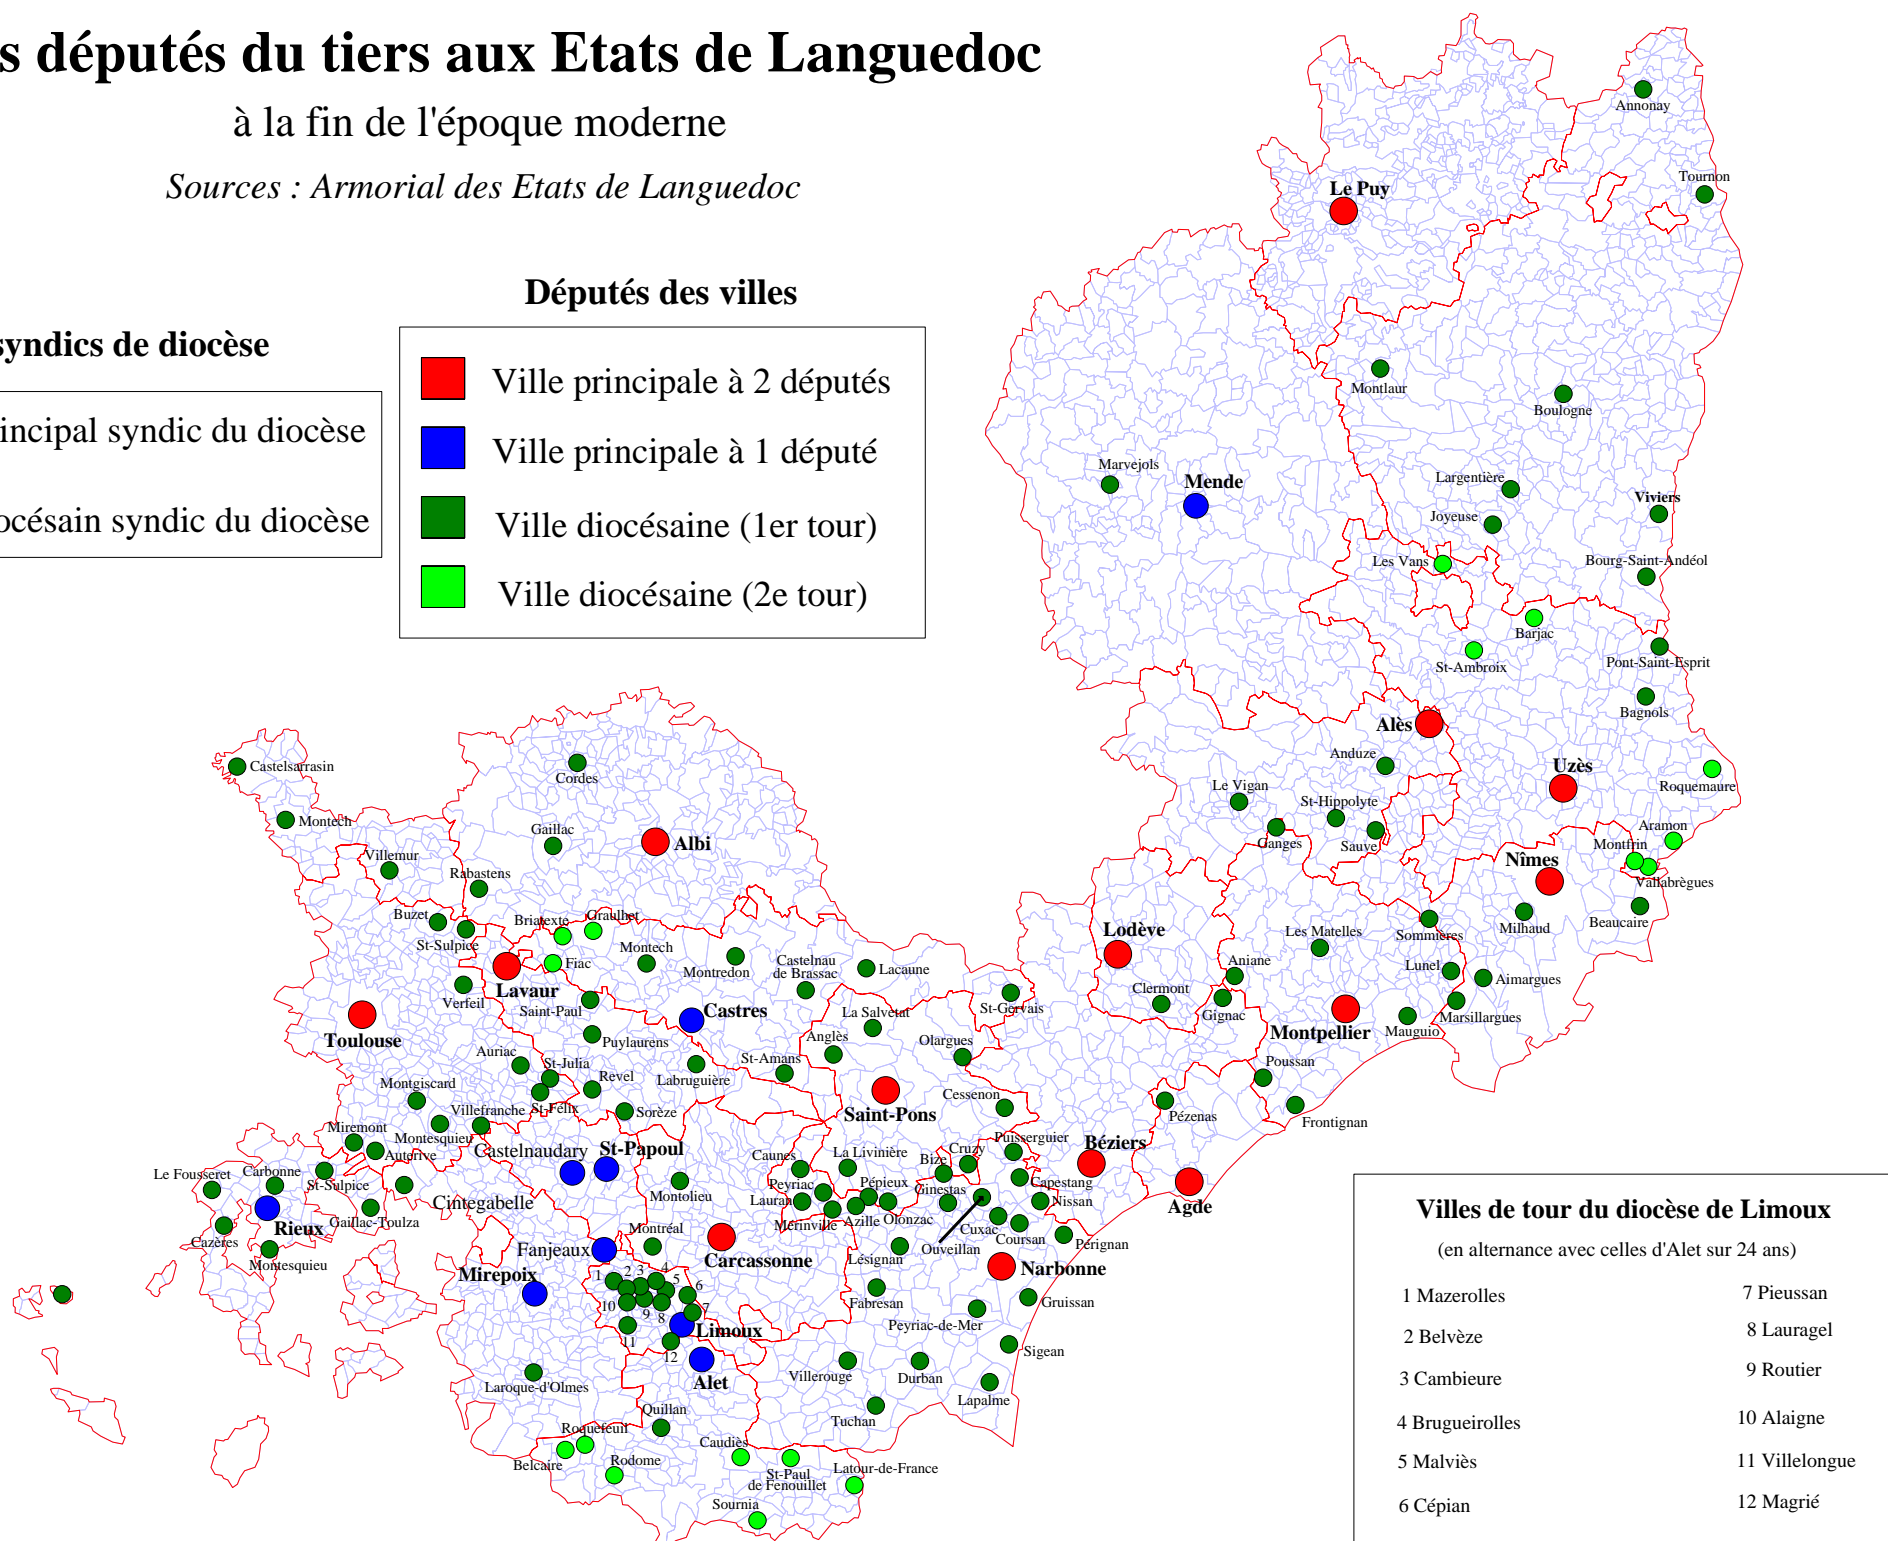 s députés du tiers aux Etats de Languedoc
à la fin de l'époque moderne
Sources : Armorial des Etats de Languedoc
Députés des villes
syndics de diocèse
Ville principale à 2 députés
incipal syndic du diocèse
Ville principale à 1 député
océsain syndic du diocèse
Ville diocésaine (1er tour)
Ville diocésaine (2e tour)
Annonay
Tournon
Le Puy
Montlaur
Boulogne
Marvejols
Mende
Largentière
Viviers
Joyeuse
Les Vans
Bourg-Saint-Andéol
Barjac
St-Ambroix
Pont-Saint-Esprit
Bagnols
Alès
Anduze
Uzès
Roquemaure
Le Vigan
St-Hippolyte
Ganges
Sauve
Aramon
Montfrin
Vallabrègues
Nîmes
Beaucaire
Milhaud
Sommières
Les Matelles
Lunel
Aimargues
Marsillargues
Mauguio
Montpellier
Lodève
Aniane
Clermont
Gignac
Poussan
Frontignan
Pézenas
Béziers
Agde
Castelsarrasin
Montech
Cordes
Gaillac
Albi
Villemur
Rabastens
Buzet
St-Sulpice
Briatexte
Graulhet
Fiac
Montech
Montredon
Castelnau
de Brassac
Lacaune
Lavaur
Verfeil
Saint-Paul
Castres
St-Gervais
La Salvetat
Toulouse
Puylaurens
Anglès
Olargues
Auriac
St-Julia
Revel
Labruguière
St-Amans
Montgiscard
Villefranche
St-Félix
Sorèze
Saint-Pons
Cessenon
Miremont
Montesquieu
Auterive
Castelnaudary
St-Papoul
Caunes
La Livinière
Bize
Cruzy
Puisserguier
Le Fousseret
Carbonne
St-Sulpice
Cintegabelle
Montolieu
Peyriac
Lauran
Pépieux
Ginestas
Capestang
Nissan
Rieux
Gaillac-Toulza
Mérinville
Azille
Olonzac
Cuxac
Coursan
Pérignan
Cazères
Montesquieu
Fanjeaux
Montréal
Carcassonne
Lésignan
Ouveillan
Narbonne
Mirepoix
1
2
3
4
5
6
7
8
9
10
11
12
Limoux
Alet
Fabresan
Gruissan
Peyriac-de-Mer
Sigean
Laroque-d'Olmes
Villerouge
Durban
Lapalme
Tuchan
Quillan
Roquefeuil
Belcaire
Rodome
Caudiès
St-Paul
de Fenouillet
Latour-de-France
Sournia
Villes de tour du diocèse de Limoux
(en alternance avec celles d'Alet sur 24 ans)
1 Mazerolles
7 Pieussan
2 Belvèze
8 Lauragel
3 Cambieure
9 Routier
4 Brugueirolles
10 Alaigne
5 Malviès
11 Villelongue
6 Cépian
12 Magrié